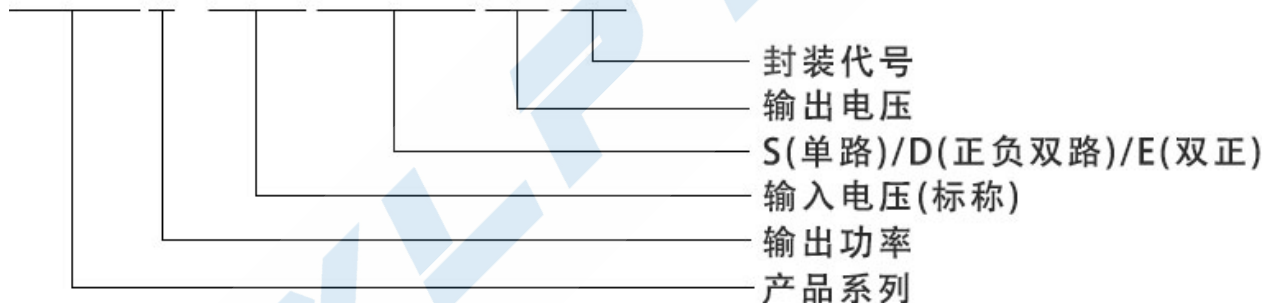 封装代号
输出电压
S(单路)/D(正负双路)/E(双正)
输入电压(标称)
输出功率
产品系列